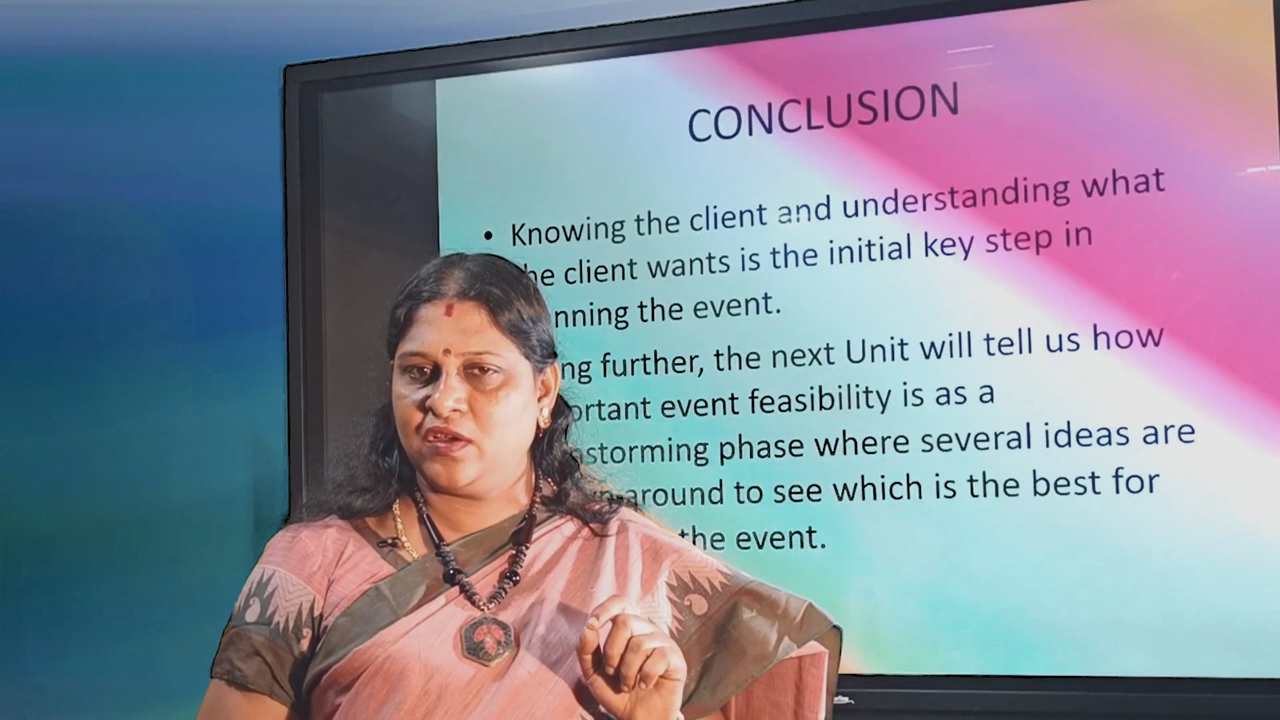 CONCLUSION
• Knowing the client and understanding what
he client wants is the initial key step in
nning the event.
ng further, the next Unit will tell us how
ortant event feasibility is as a
storming phase where several ideas are
around to see which is the best for
the event.